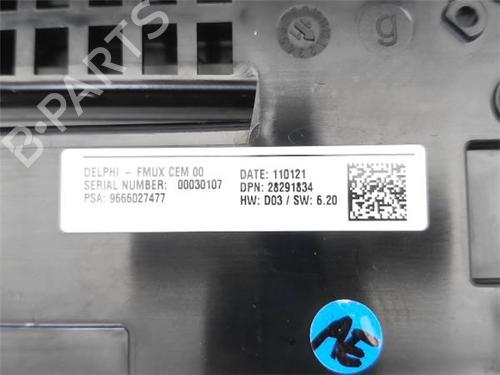 B-PARTS
g
DELPHI - FMUX CEM 00
SERIAL NUMBER: 00030107
PSA: 9666027477
DATE: 110121
DPN: 28291834
HW: D03 / SW: 6.20
AE